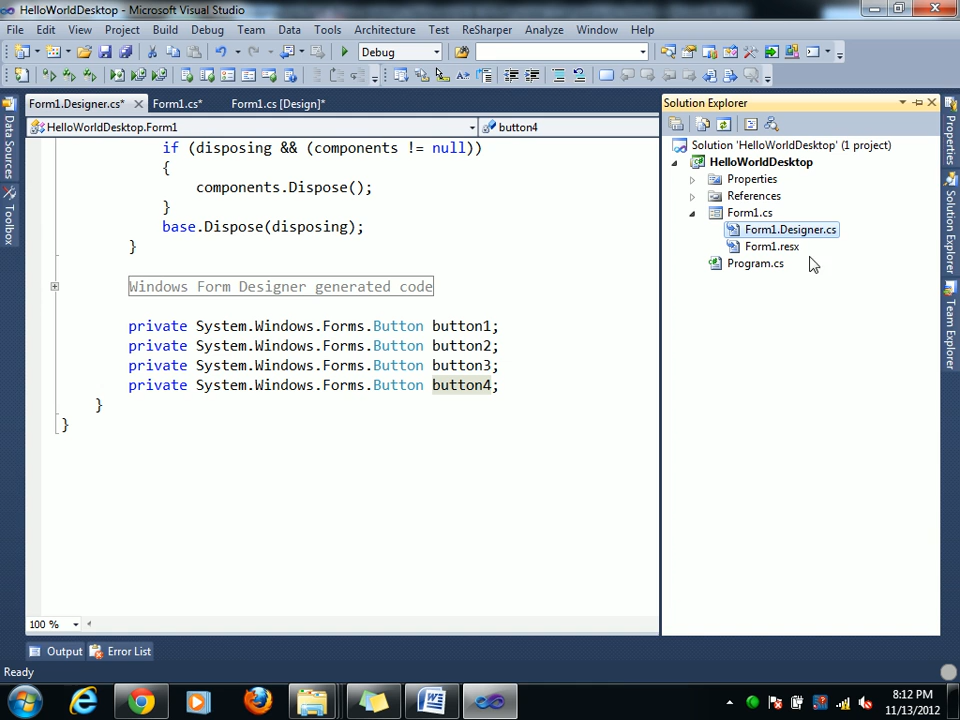 HelloWorldDesktop - Microsoft Visual Studio
File Edit View Project Build Debug Team Data Tools Architecture Test ReSharper Analyze Window Help
Debug
Form1.Designer.cs* Form1.cs* Form1.cs [Design]*
HelloWorldDesktop.Form1 button4
if (disposing && (components != null))
{
components.Dispose();
}
base.Dispose(disposing);
}
Windows Form Designer generated code
private System.Windows.Forms.Button button1;
private System.Windows.Forms.Button button2;
private System.Windows.Forms.Button button3;
private System.Windows.Forms.Button button4;
}
}
100 %
Output Error List
Ready
Data Sources
Toolbox
Solution Explorer
Solution 'HelloWorldDesktop' (1 project)
HelloWorldDesktop
Properties
References
Form1.cs
Form1.Designer.cs
Form1.resx
Program.cs
Properties
Solution Explorer
Team Explorer
8:12 PM
11/13/2012